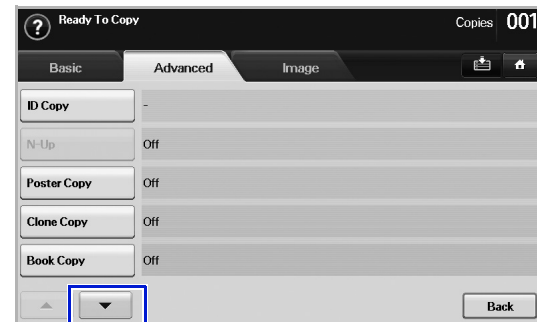 ? Ready To Copy Copies 001
Basic Advanced Image
ID Copy -
N-Up Off
Poster Copy Off
Clone Copy Off
Book Copy Off
Back